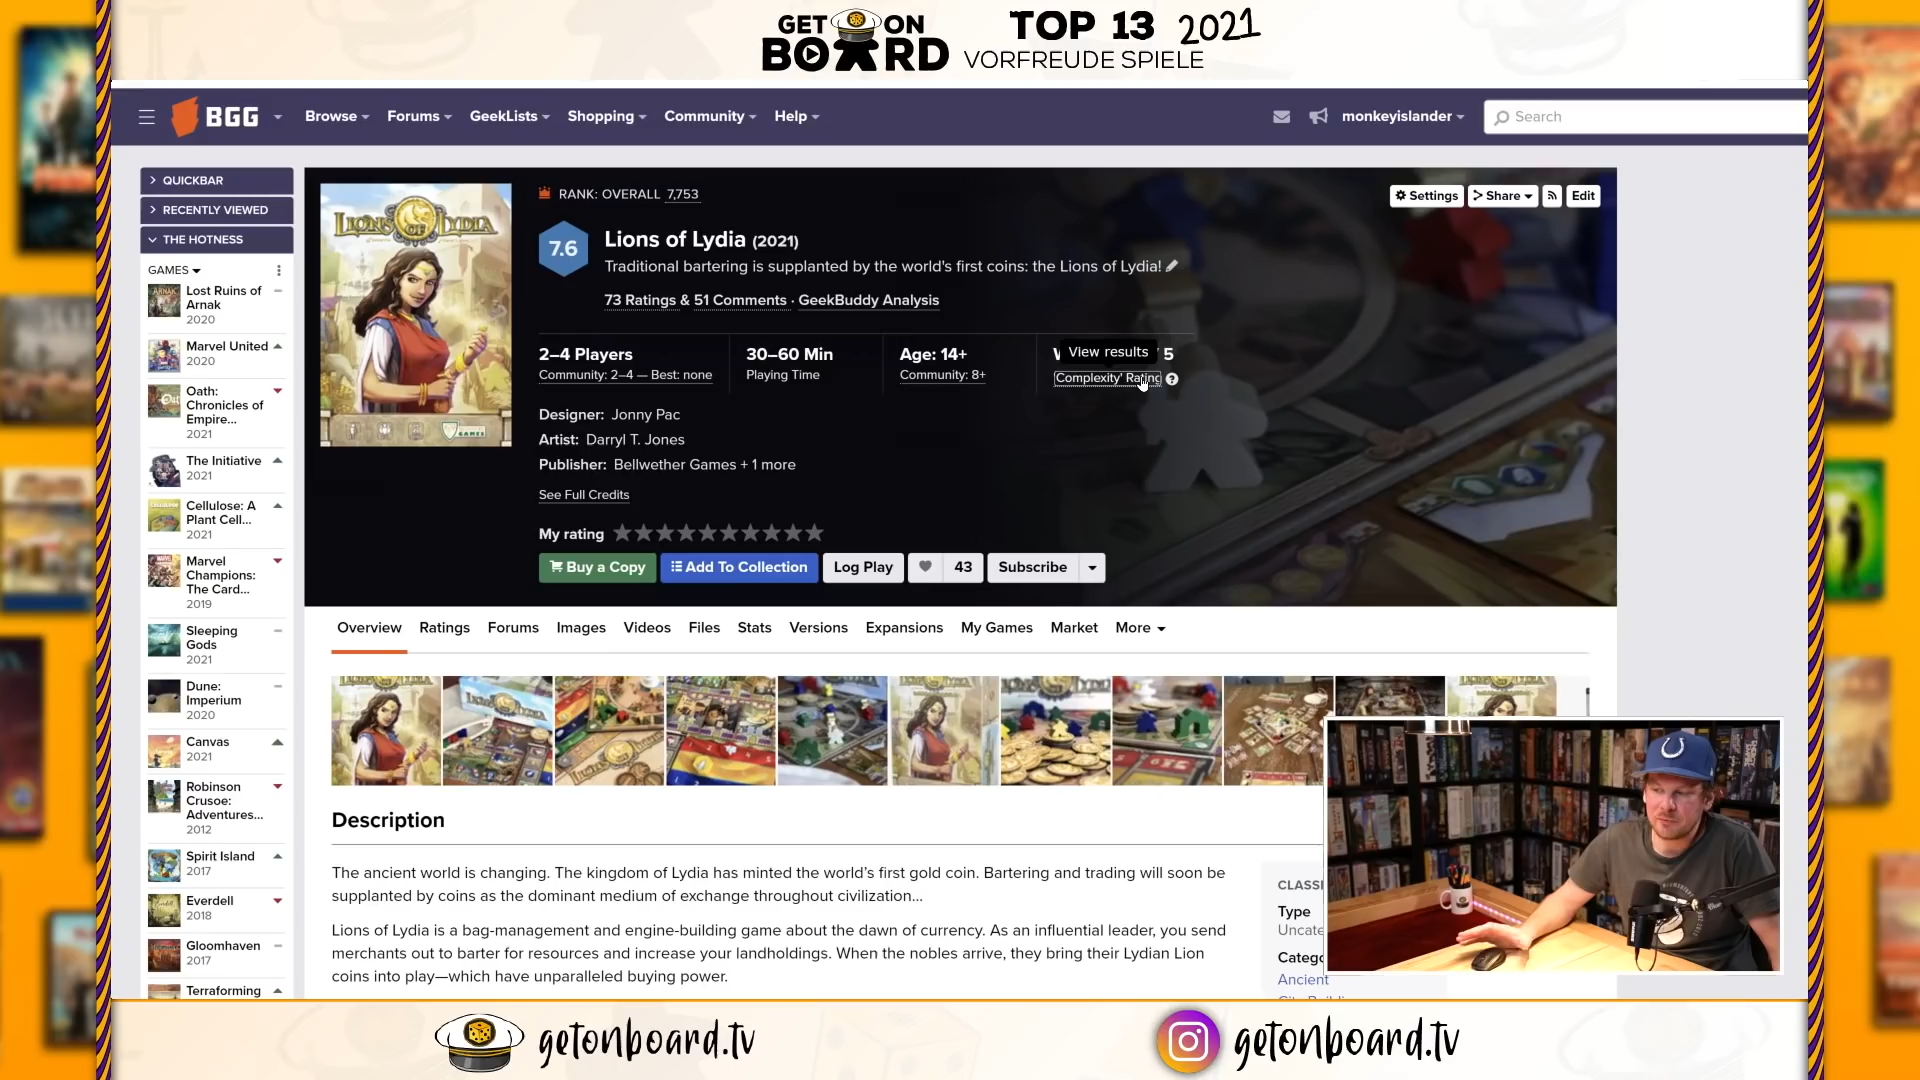 GET ON
BOARD
TOP 13 2021
VORFREUDE SPIELE
BGG
Browse
Forums
GeekLists
Shopping
Community
Help
monkeyislander
Search
QUICKBAR
RECENTLY VIEWED
THE HOTNESS
GAMES
Lost Ruins of
Arnak
2020
Marvel United
2020
Oath:
Chronicles of
Empire...
2021
The Initiative
2021
Cellulose: A
Plant Cell...
2021
Marvel
Champions:
The Card...
2019
Sleeping
Gods
2021
Dune:
Imperium
2020
Canvas
2021
Robinson
Crusoe:
Adventures...
2012
Spirit Island
2017
Everdell
2018
Gloomhaven
2017
Terraforming
LIONS OF LYDIA
GAMES
RANK: OVERALL 7,753
Settings
Share
Edit
7.6
Lions of Lydia (2021)
Traditional bartering is supplanted by the world's first coins: the Lions of Lydia!
73 Ratings & 51 Comments · GeekBuddy Analysis
2–4 Players
Community: 2–4 — Best: none
30–60 Min
Playing Time
Age: 14+
Community: 8+
View results
5
Complexity' Rating
Designer: Jonny Pac
Artist: Darryl T. Jones
Publisher: Bellwether Games + 1 more
See Full Credits
My rating
Buy a Copy
Add To Collection
Log Play
43
Subscribe
Overview
Ratings
Forums
Images
Videos
Files
Stats
Versions
Expansions
My Games
Market
More
Description
The ancient world is changing. The kingdom of Lydia has minted the world's first gold coin. Bartering and trading will soon be
supplanted by coins as the dominant medium of exchange throughout civilization...
Lions of Lydia is a bag-management and engine-building game about the dawn of currency. As an influential leader, you send
merchants out to barter for resources and increase your landholdings. When the nobles arrive, they bring their Lydian Lion
coins into play—which have unparalleled buying power.
CLASSI
Type
Uncate
Catego
Ancient
getonboard.tv
getonboard.tv